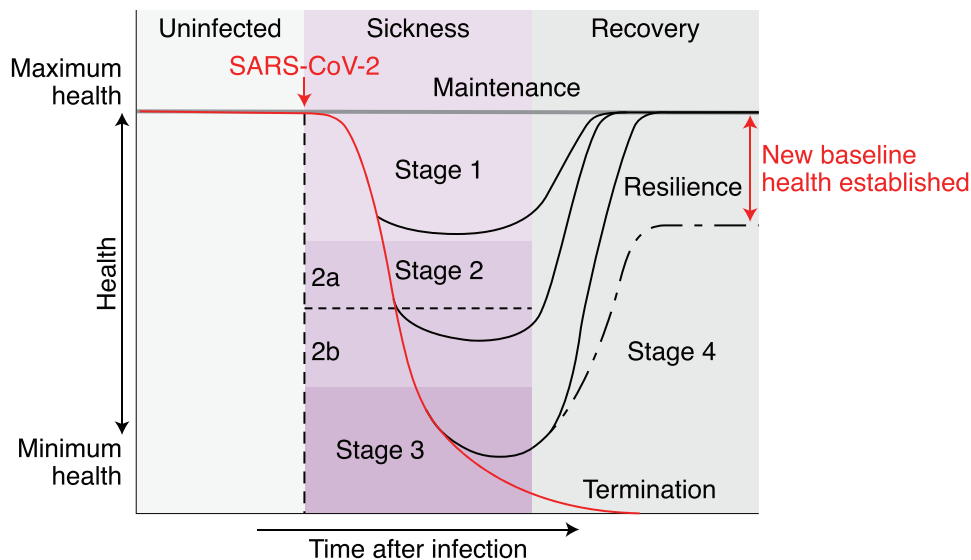 Uninfected
Sickness
Recovery
SARS-CoV-2
Maximum
health
Maintenance
Stage 1
New baseline
health established
Resilience
Health
2a
Stage 2
2b
Stage 4
Minimum
health
Stage 3
Termination
Time after infection